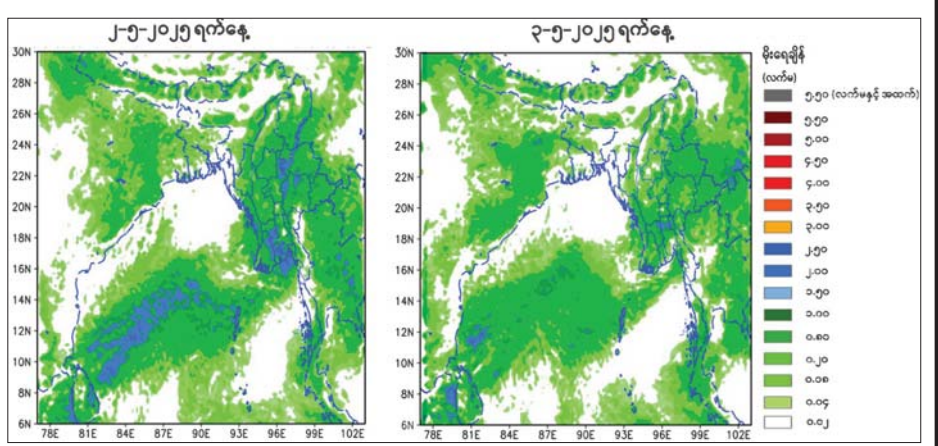 ၂-၅-၂၀၂၅ ရက်နေ့
၃-၅-၂၀၂၅ ရက်နေ့
30N
28N
26N
24N
22N
20N
18N
16N
14N
12N
10N
8N
6N
78E 81E 84E 87E 90E 93E 96E 99E 102E
30N
28N
26N
24N
22N
20N
18N
16N
14N
12N
10N
8N
6N
78E 81E 84E 87E 90E 93E 96E 99E 102E
မိုးရေချိန်
(လက်မ)
၅.၅၀ (လက်မနှင့် အထက်)
၅.၅၀
၅.၀၀
၄.၅၀
၄.၀၀
၃.၅၀
၃.၀၀
၂.၅၀
၂.၀၀
၁.၅၀
၁.၀၀
၀.၈၀
၀.၂၀
၀.၀၈
၀.၀၄
၀.၀၂